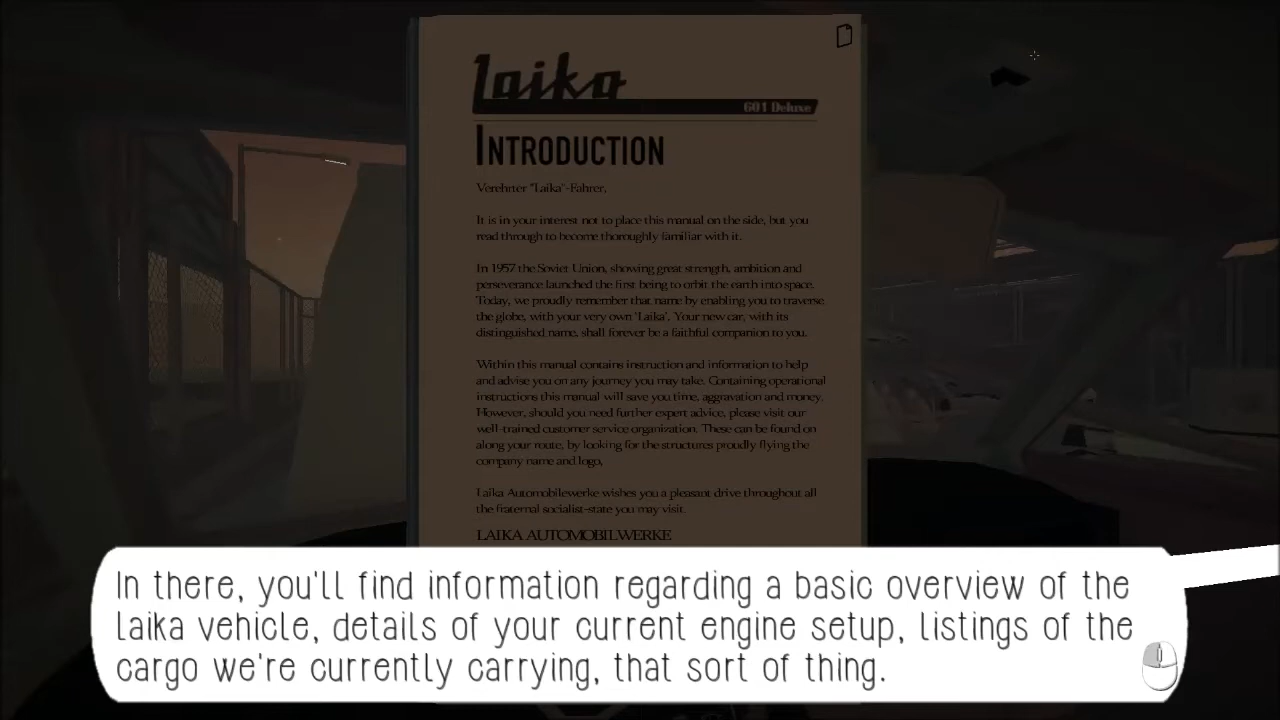 Laika
601 Deluxe
INTRODUCTION
Verehrter "Laika"-Fahrer,
It is in your interest not to place this manual on the side, but you
read through to become thoroughly familiar with it.
In 1957 the Soviet Union, showing great strength, ambition and
perseverance launched the first being to orbit the earth into space.
Today, we proudly remember that name by enabling you to traverse
the globe, with your very own 'Laika'. Your new car, with its
distinguished name, shall forever be a faithful companion to you.
Within this manual contains instruction and information to help
and advise you on any journey you may take. Containing operational
instructions this manual will save you time, aggravation and money.
However, should you need further expert advice, please visit our
well-trained customer service organization. These can be found on
along your route, by looking for the structures proudly flying the
company name and logo,
Laika Automobilewerke wishes you a pleasant drive throughout all
the fraternal socialist-state you may visit.
LAIKA AUTOMOBILWERKE
In there, you'll find information regarding a basic overview of the
Laika vehicle, details of your current engine setup, listings of the
cargo we're currently carrying, that sort of thing.